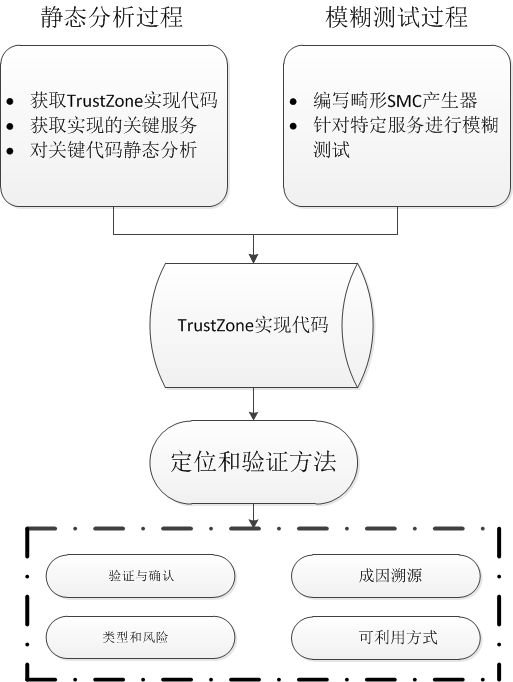 静态分析过程
模糊测试过程
● 获取TrustZone实现代码
● 获取实现的关键服务
● 对关键代码静态分析
● 编写畸形SMC产生器
● 针对特定服务进行模糊
测试
TrustZone实现代码
定位和验证方法
验证与确认
成因溯源
类型和风险
可利用方式